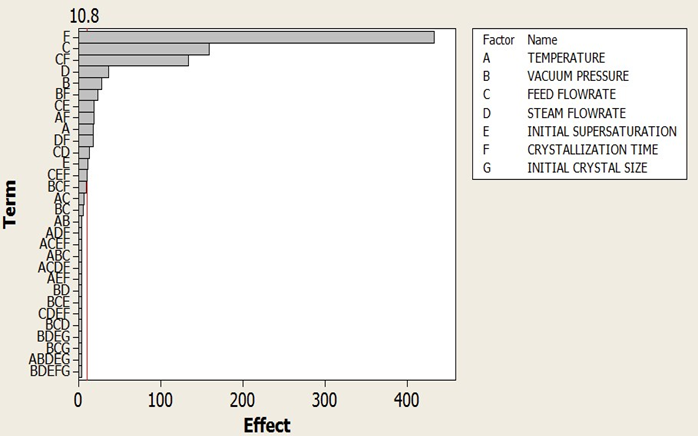 10.8
F
C
CF
D
B
BF
CE
AF
A
DF
CD
E
CEF
BCF
AC
BC
AB
ADE
ACEF
ABC
ACDE
AEF
BD
BCE
CDEF
BCD
BDEG
BCG
ABDEG
BDEFG
Term
0 100 200 300 400
Effect
Factor Name
A TEMPERATURE
B VACUUM PRESSURE
C FEED FLOWRATE
D STEAM FLOWRATE
E INITIAL SUPERSATURATION
F CRYSTALLIZATION TIME
G INITIAL CRYSTAL SIZE